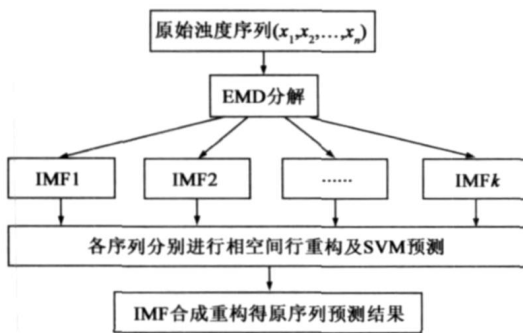 原始浊度序列(x₁,x₂,…,xₙ)
EMD分解
IMF1 IMF2 …… IMFk
各序列分别进行相空间行重构及SVM预测
IMF合成重构得原序列预测结果